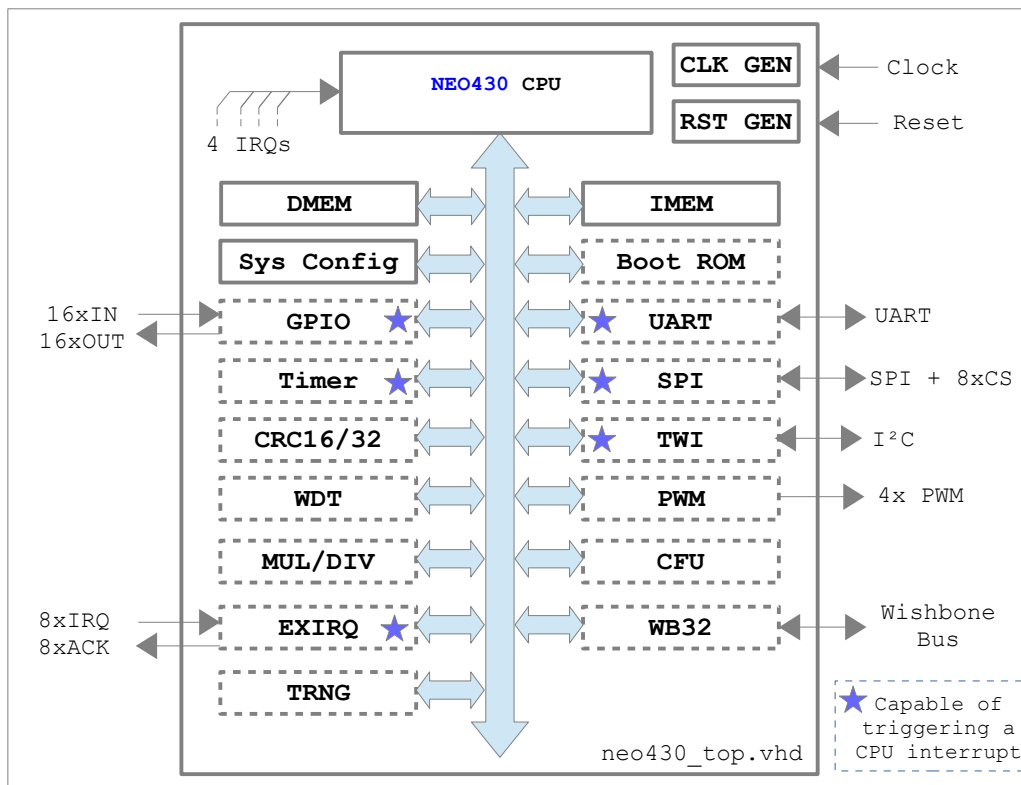 NEO430 CPU
CLK GEN
Clock
RST GEN
Reset
4 IRQs
DMEM
IMEM
Sys Config
Boot ROM
16xIN
16xOUT
GPIO
UART
UART
Timer
SPI
SPI + 8xCS
CRC16/32
TWI
I²C
WDT
PWM
4x PWM
MUL/DIV
CFU
8xIRQ
8xACK
EXIRQ
WB32
Wishbone
Bus
TRNG
Capable of
triggering a
CPU interrupt
neo430_top.vhd